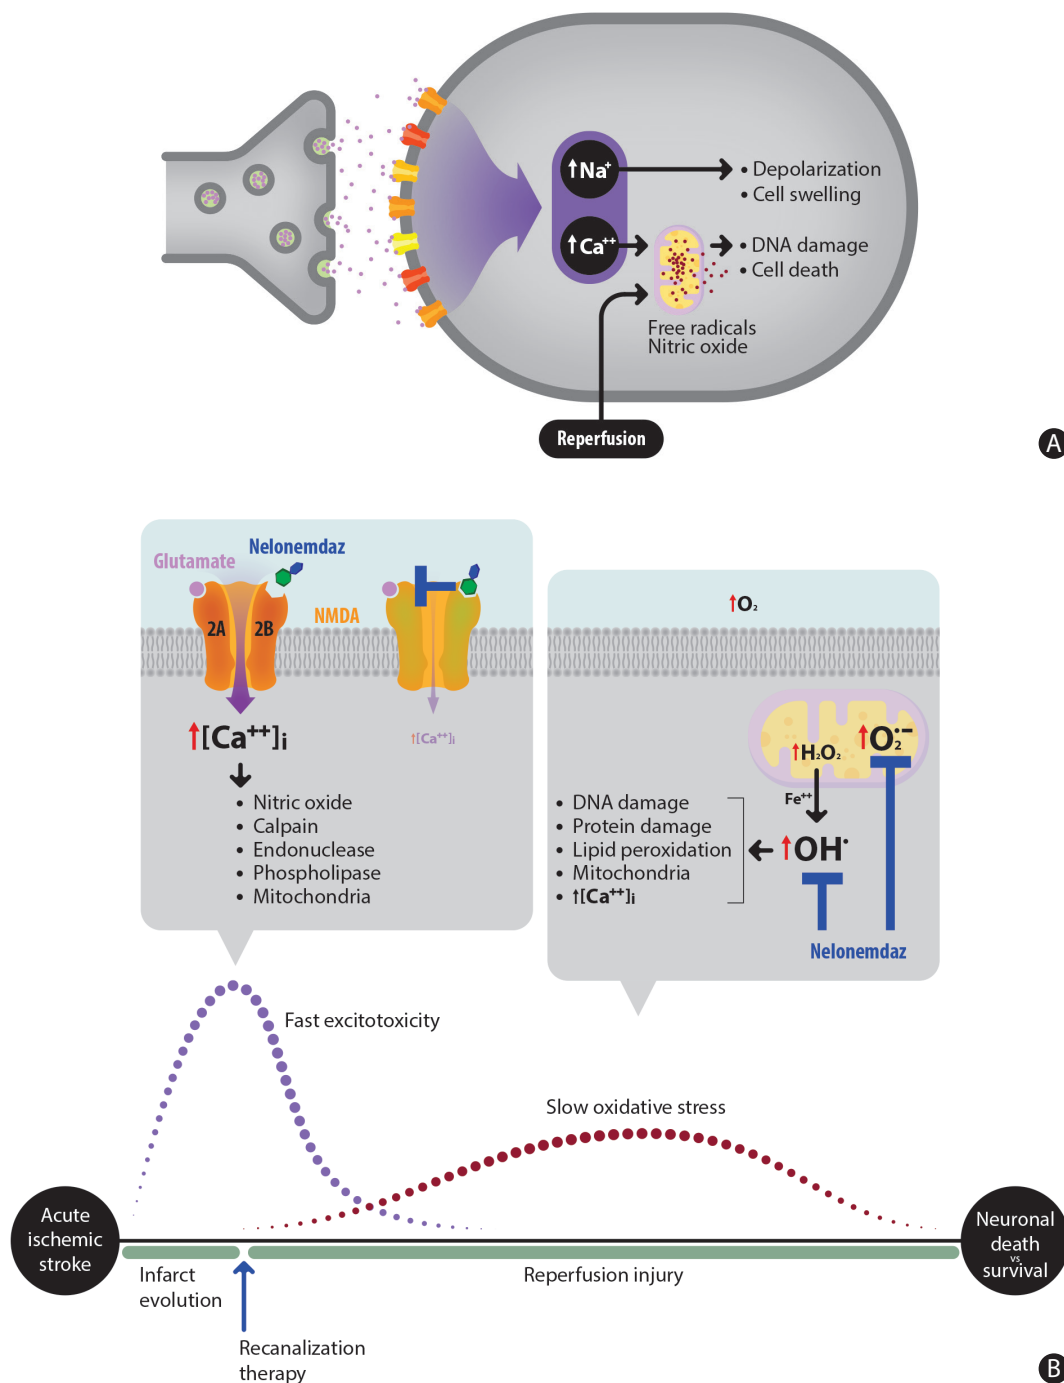 ↑Na⁺
• Depolarization
• Cell swelling
↑Ca⁺⁺
• DNA damage
• Cell death
Free radicals
Nitric oxide
Reperfusion
A
Glutamate
Nelonemdaz
2A
2B
NMDA
↑[Ca⁺⁺]i
• Nitric oxide
• Calpain
• Endonuclease
• Phospholipase
• Mitochondria
↑[Ca⁺⁺]i
↑O₂
↑H₂O₂
↑O₂•−
Fe⁺⁺
↑OH•
• DNA damage
• Protein damage
• Lipid peroxidation
• Mitochondria
• ↑[Ca⁺⁺]i
Nelonemdaz
Fast excitotoxicity
Slow oxidative stress
Acute
ischemic
stroke
Neuronal
death
vs
survival
Infarct
evolution
Reperfusion injury
Recanalization
therapy
B